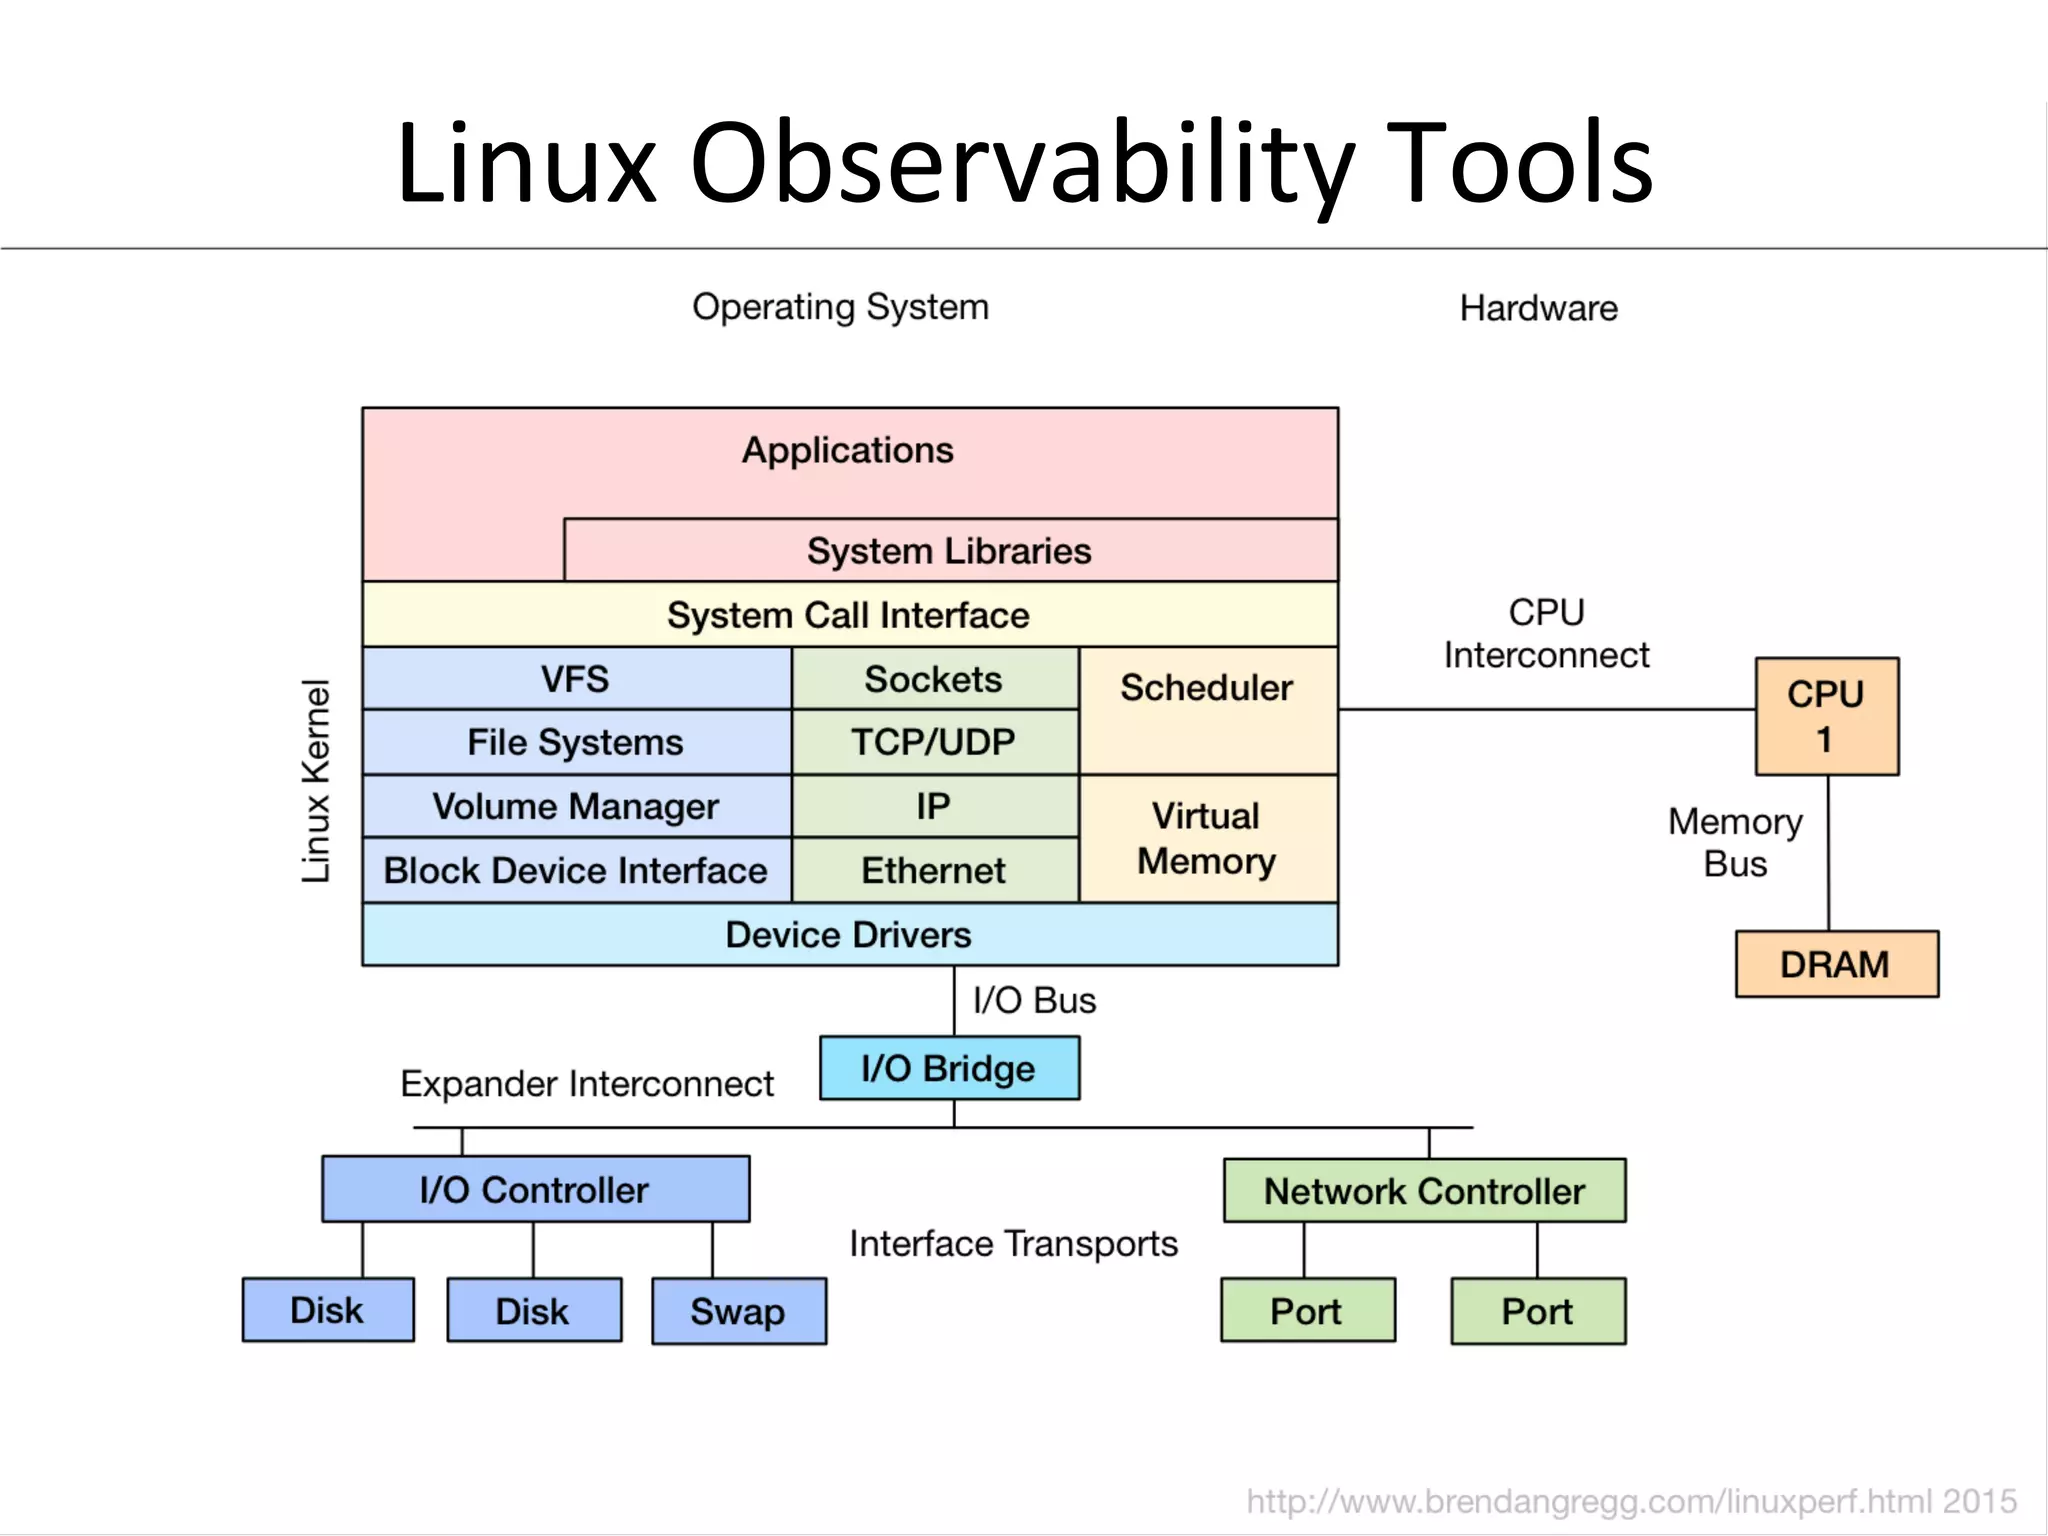 Linux Observability Tools
Operating System
Hardware
Applications
System Libraries
System Call Interface
CPU
Interconnect
Linux Kernel
VFS
Sockets
Scheduler
CPU
1
File Systems
TCP/UDP
Volume Manager
IP
Virtual
Memory
Memory
Bus
Block Device Interface
Ethernet
Device Drivers
DRAM
I/O Bus
I/O Bridge
Expander Interconnect
I/O Controller
Network Controller
Interface Transports
Disk
Disk
Swap
Port
Port
http://www.brendangregg.com/linuxperf.html 2015